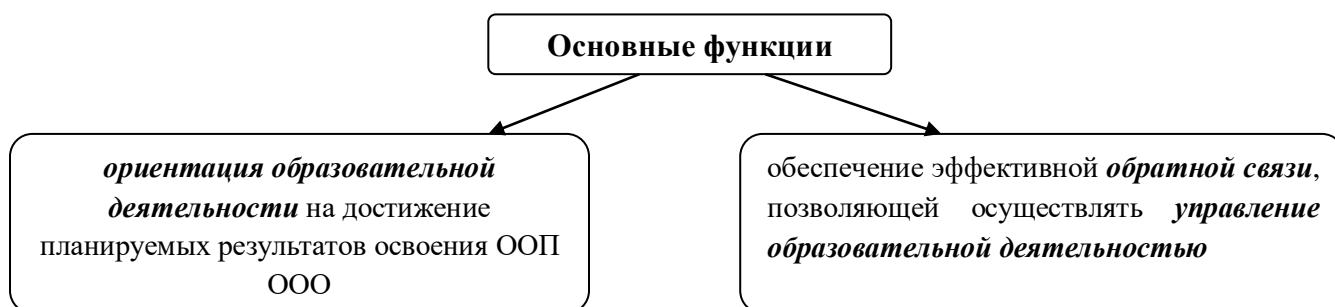 Основные функции
ориентация образовательной
деятельности на достижение
планируемых результатов освоения ООП
ООО
обеспечение эффективной обратной связи,
позволяющей осуществлять управление
образовательной деятельностью